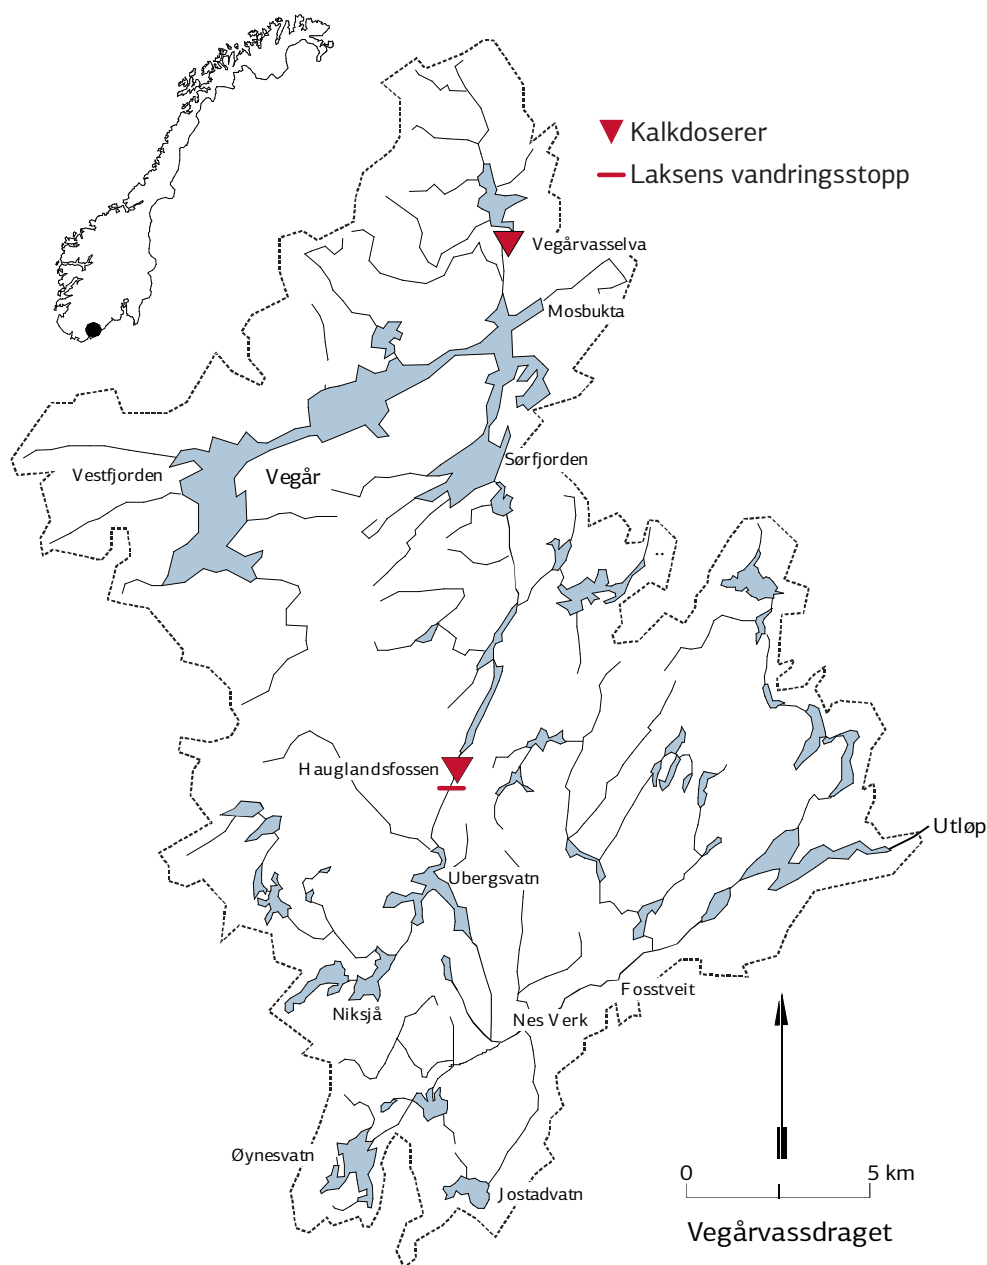 Kalkdoserer
Laksens vandringsstopp
Vegårvasselva
Mosbukta
Sørfjorden
Vestfjorden
Vegår
Hauglandsfossen
Utløp
Ubergsvatn
Fosstveit
Niksjå
Nes Verk
Øynesvatn
Jostadvatn
0 5 km
Vegårvassdraget